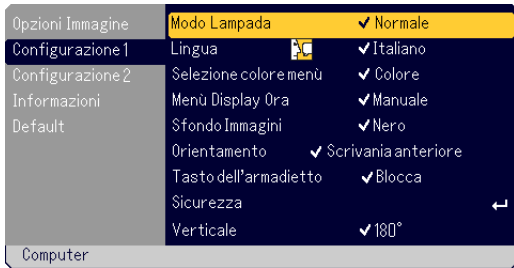 Opzioni Immagine
Configurazione 1
Configurazione 2
Informazioni
Default
Modo Lampada ✓ Normale
Lingua ✓ Italiano
Selezione colore menù ✓ Colore
Menù Display Ora ✓ Manuale
Sfondo Immagini ✓ Nero
Orientamento ✓ Scrivania anteriore
Tasto dell'armadietto ✓ Blocca
Sicurezza
Verticale ✓ 180°
Computer